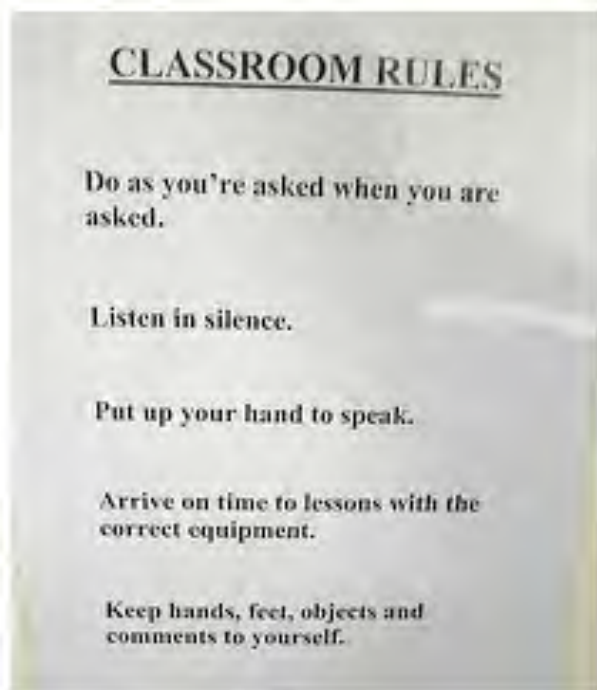 CLASSROOM RULES
Do as you're asked when you are
asked.
Listen in silence.
Put up your hand to speak.
Arrive on time to lessons with the
correct equipment.
Keep hands, feet, objects and
comments to yourself.